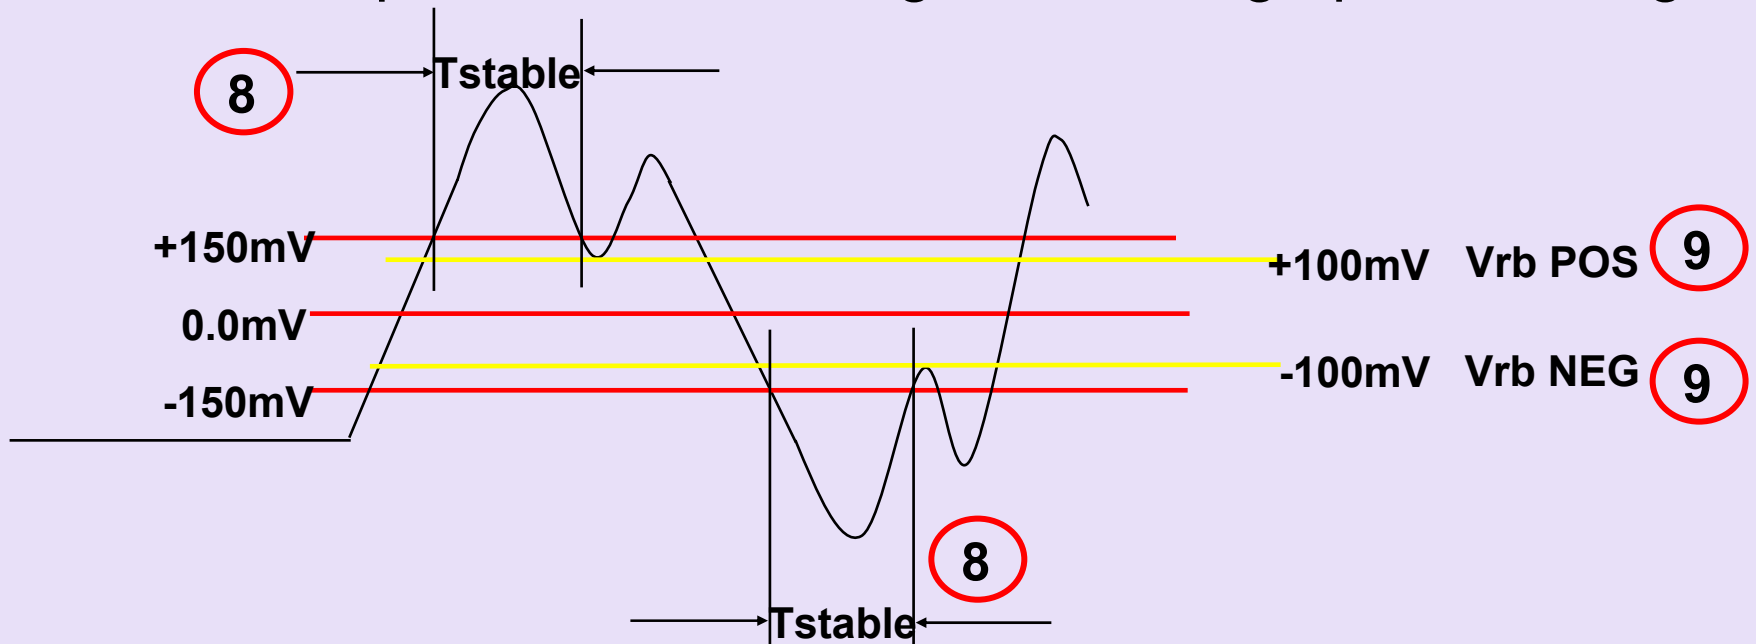 8
Tstable
+150mV
+100mV Vrb POS
9
0.0mV
-100mV Vrb NEG
9
-150mV
8
Tstable